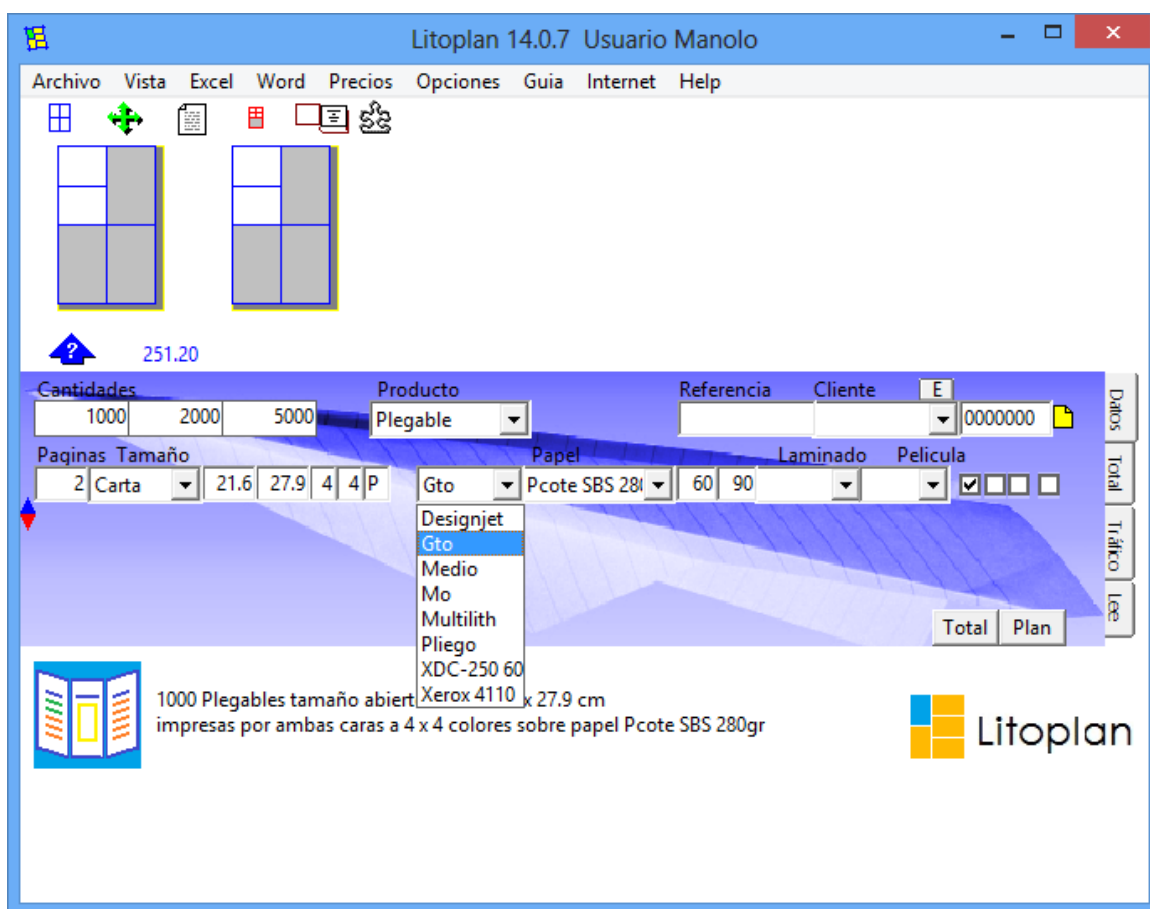 Litoplan 14.0.7 Usuario Manolo
Archivo Vista Excel Word Precios Opciones Guia Internet Help
?
251.20
Cantidades Producto Referencia Cliente E
1000 2000 5000 Plegable 0000000
Paginas Tamaño Papel Laminado Pelicula
2 Carta 21.6 27.9 4 4 P Gto Pcote SBS 28 60 90
Designjet
Gto
Medio
Mo
Multilith
Pliego
XDC-250 60
Xerox 4110
Datos
Total
Tráfico
Lee
Total Plan
1000 Plegables tamaño abiert x 27.9 cm
impresas por ambas caras a 4 x 4 colores sobre papel Pcote SBS 280gr
Litoplan